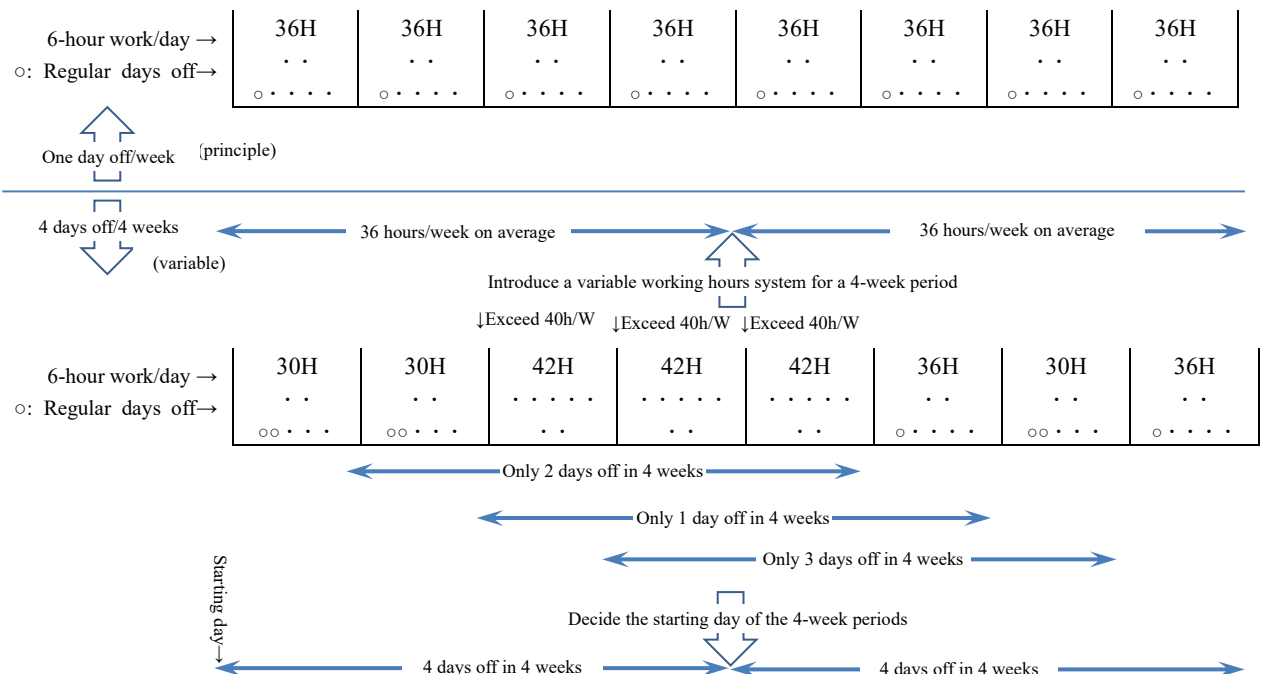 36H 36H 36H 36H 36H 36H 36H 36H
6-hour work/day →
・・ ・・ ・・ ・・ ・・ ・・ ・・ ・・
○: Regular days off→
○・・・・ ○・・・・ ○・・・・ ○・・・・ ○・・・・ ○・・・・ ○・・・・ ○・・・・
One day off/week (principle)
4 days off/4 weeks
36 hours/week on average 36 hours/week on average
(variable)
Introduce a variable working hours system for a 4-week period
↓Exceed 40h/W ↓Exceed 40h/W ↓Exceed 40h/W
30H 30H 42H 42H 42H 36H 30H 36H
6-hour work/day →
・・ ・・ ・・・・・ ・・・・・ ・・・・・ ・・ ・・ ・・
○: Regular days off→
○○・・・ ○○・・・ ・・ ・・ ・・ ○・・・・ ○○・・・ ○・・・・
Only 2 days off in 4 weeks
Only 1 day off in 4 weeks
Only 3 days off in 4 weeks
Starting day→
Decide the starting day of the 4-week periods
4 days off in 4 weeks 4 days off in 4 weeks